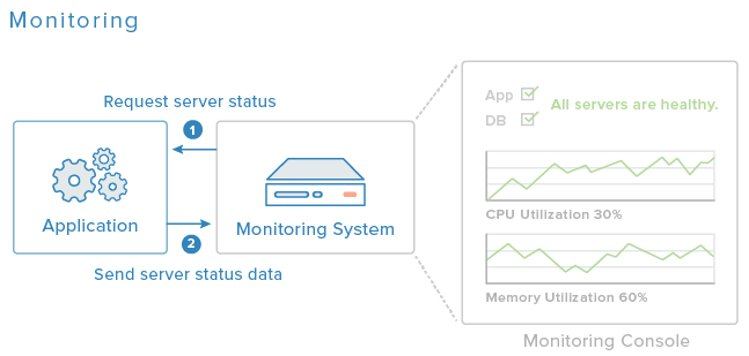 Monitoring
Request server status
1
Application
2
Send server status data
Monitoring System
App
DB
All servers are healthy.
CPU Utilization 30%
Memory Utilization 60%
Monitoring Console